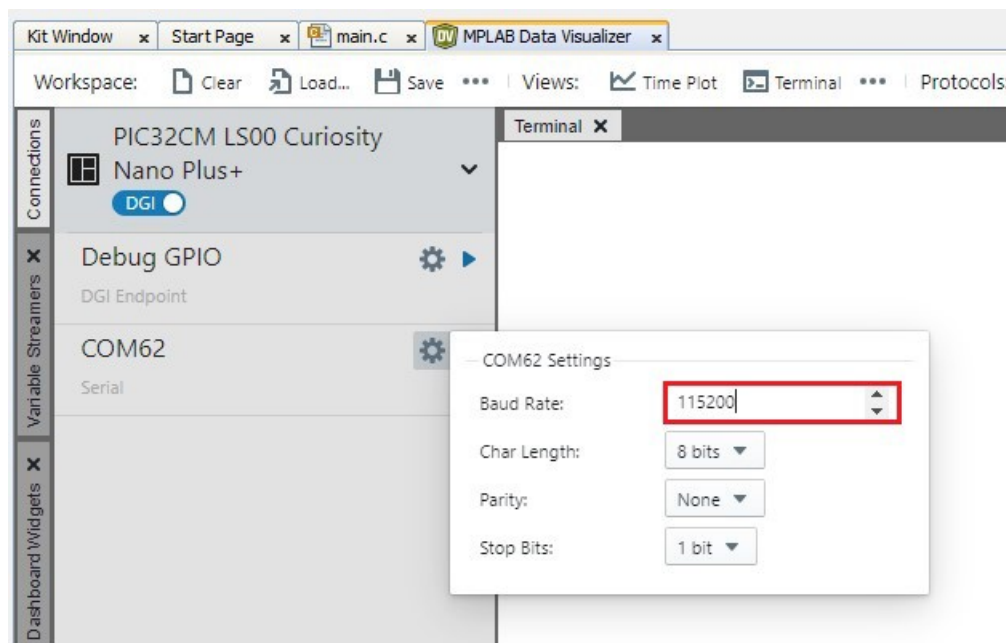 Kit Window x Start Page x main.c x DV MPLAB Data Visualizer x
Workspace: Clear Load... Save ••• Views: Time Plot Terminal ••• Protocols:
Connections
Variable Streamers
Dashboard Widgets
PIC32CM LS00 Curiosity
Nano Plus+
DGI
Debug GPIO
DGI Endpoint
COM62
Serial
Terminal X
COM62 Settings
Baud Rate: 115200
Char Length: 8 bits
Parity: None
Stop Bits: 1 bit